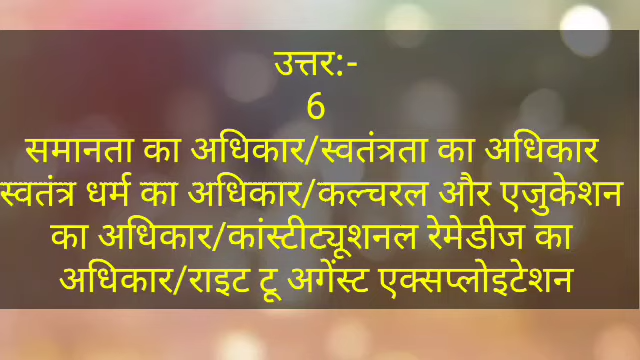 उत्तर:-
6
समानता का अधिकार/स्वतंत्रता का अधिकार
स्वतंत्र धर्म का अधिकार/कल्चरल और एजुकेशन
का अधिकार/कांस्टीट्यूशनल रेमेडीज का
अधिकार/राइट टू अगेंस्ट एक्सप्लोइटेशन